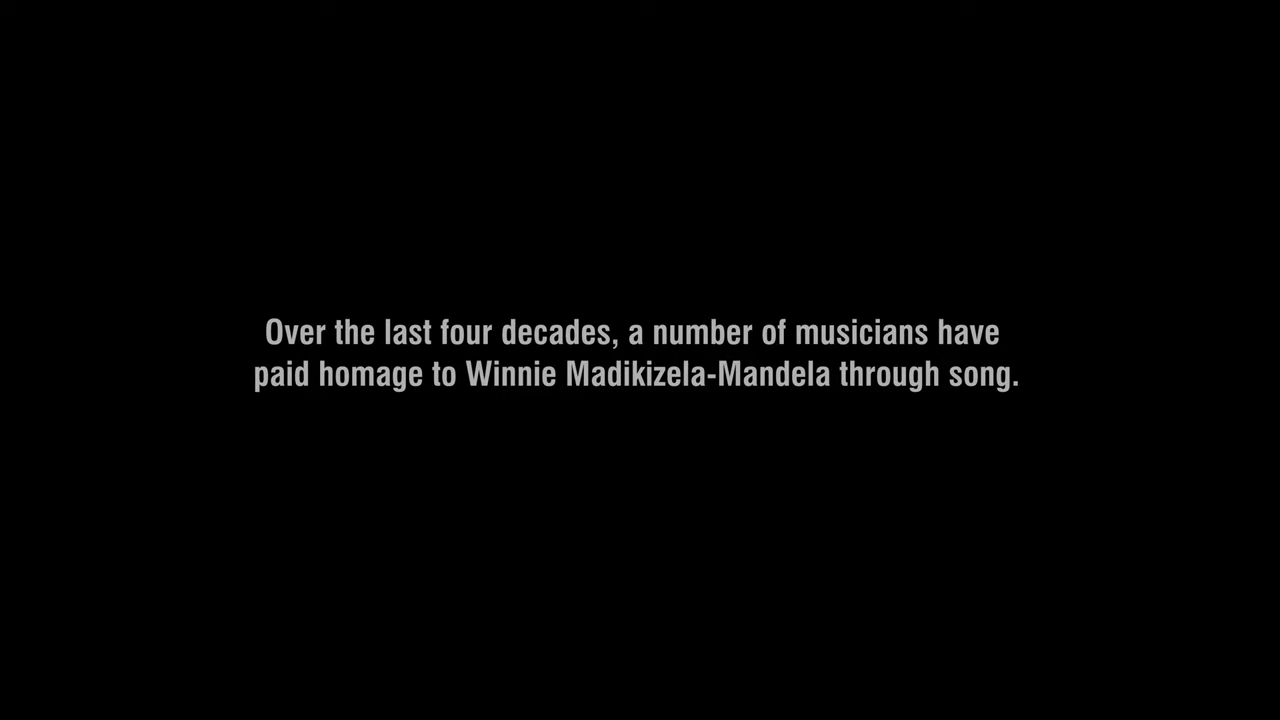 Over the last four decades, a number of musicians have
paid homage to Winnie Madikizela-Mandela through song.